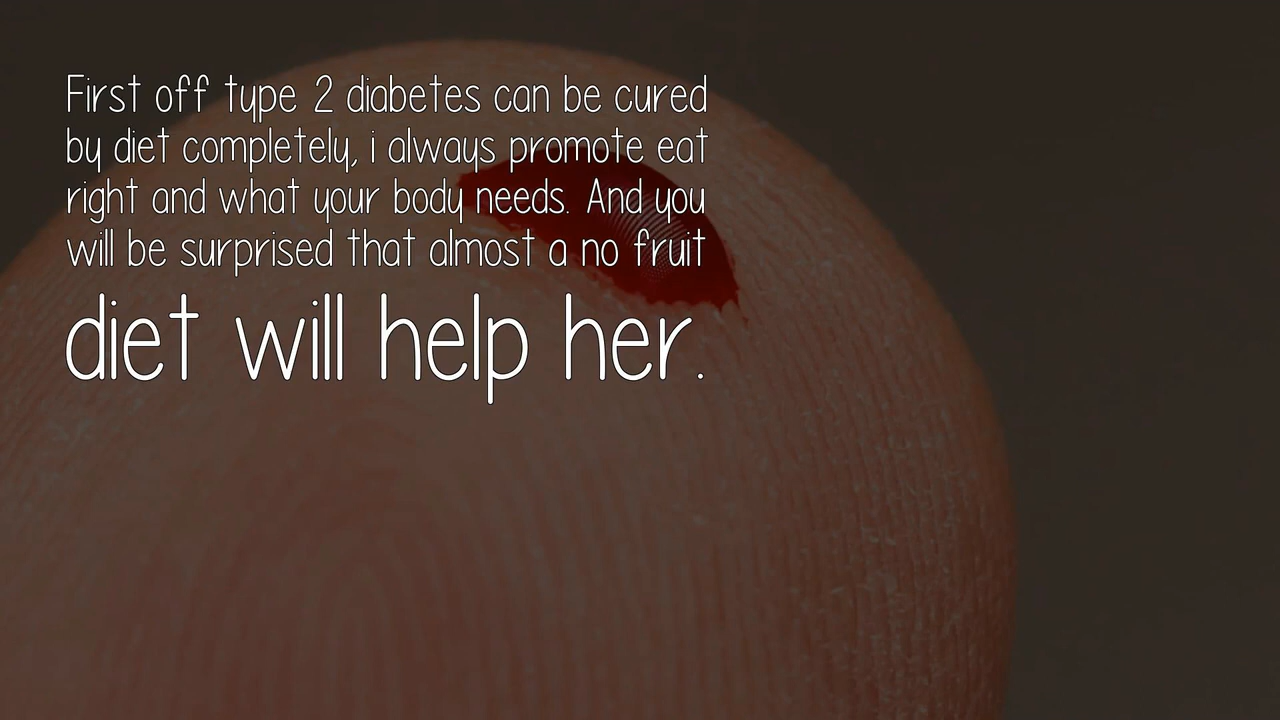 First off type 2 diabetes can be cured
by diet completely, i always promote eat
right and what your body needs. And you
will be surprised that almost a no fruit
diet will help her.